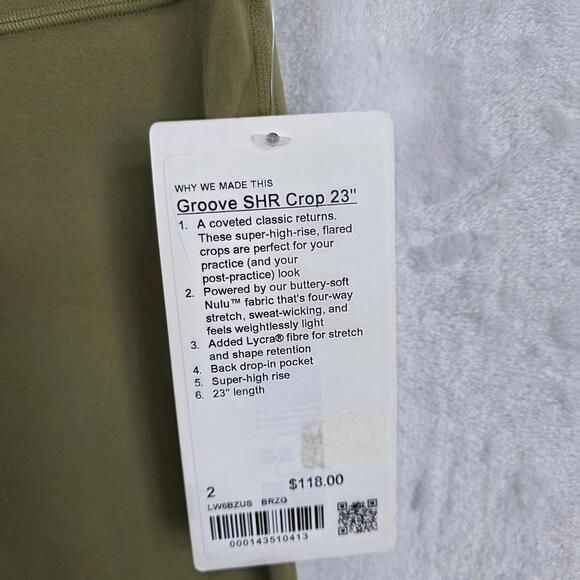 WHY WE MADE THIS
Groove SHR Crop 23"
1. A coveted classic returns.
These super-high-rise, flared
crops are perfect for your
practice (and your
post-practice) look
2. Powered by our buttery-soft
Nulu™ fabric that's four-way
stretch, sweat-wicking, and
feels weightlessly light
3. Added Lycra® fibre for stretch
and shape retention
4. Back drop-in pocket
5. Super-high rise
6. 23" length
2 $118.00
LW6BZUS BRZG
000143510413